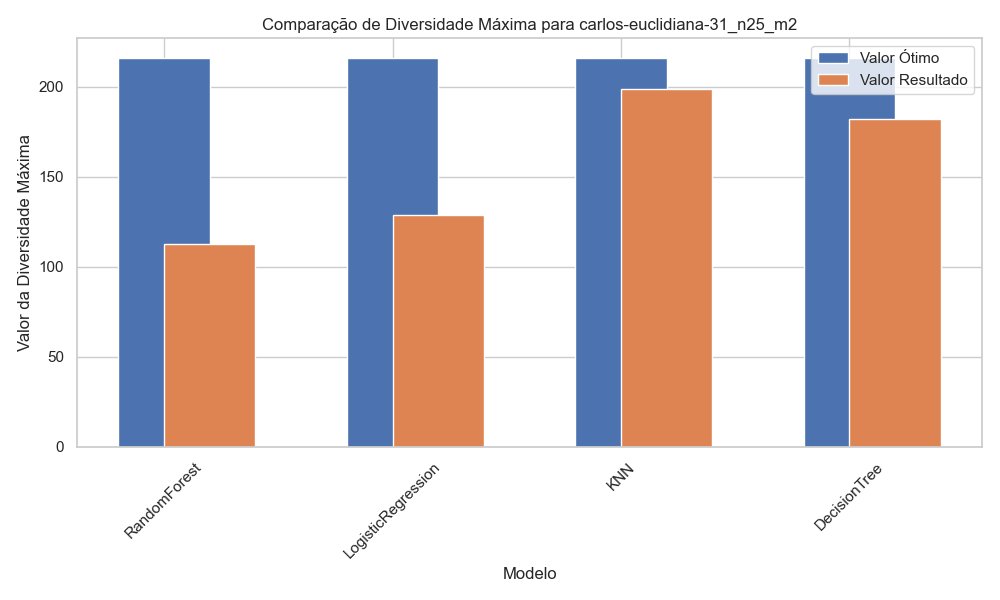 Comparação de Diversidade Máxima para carlos-euclidiana-31_n25_m2
Valor Ótimo
Valor Resultado
Valor da Diversidade Máxima
200
150
100
50
0
RandomForest
LogisticRegression
KNN
DecisionTree
Modelo